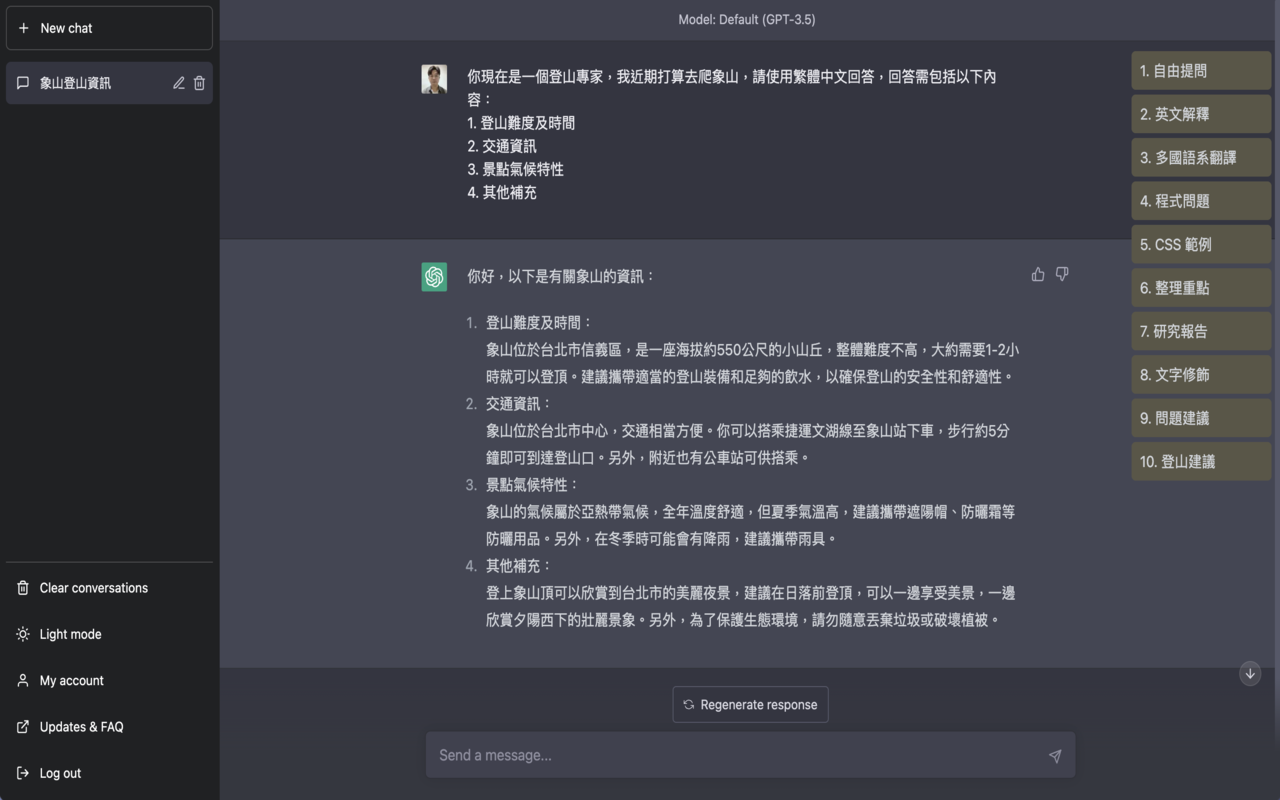 New chat
象山登山資訊
Clear conversations
Light mode
My account
Updates & FAQ
Log out
Model: Default (GPT-3.5)
你現在是一個登山專家，我近期打算去爬象山，請使用繁體中文回答，回答需包括以下內
容：
1. 登山難度及時間
2. 交通資訊
3. 景點氣候特性
4. 其他補充
你好，以下是有關象山的資訊：
1. 登山難度及時間：
象山位於台北市信義區，是一座海拔約550公尺的小山丘，整體難度不高，大約需要1-2小
時就可以登頂。建議攜帶適當的登山裝備和足夠的飲水，以確保登山的安全性和舒適性。
2. 交通資訊：
象山位於台北市中心，交通相當方便。你可以搭乘捷運文湖線至象山站下車，步行約5分
鐘即可到達登山口。另外，附近也有公車站可供搭乘。
3. 景點氣候特性：
象山的氣候屬於亞熱帶氣候，全年溫度舒適，但夏季氣溫高，建議攜帶遮陽帽、防曬霜等
防曬用品。另外，在冬季時可能會有降雨，建議攜帶雨具。
4. 其他補充：
登上象山頂可以欣賞到台北市的美麗夜景，建議在日落前登頂，可以一邊享受美景，一邊
欣賞夕陽西下的壯麗景象。另外，為了保護生態環境，請勿隨意丟棄垃圾或破壞植被。
Regenerate response
Send a message...
1. 自由提問
2. 英文解釋
3. 多國語系翻譯
4. 程式問題
5. CSS 範例
6. 整理重點
7. 研究報告
8. 文字修飾
9. 問題建議
10. 登山建議